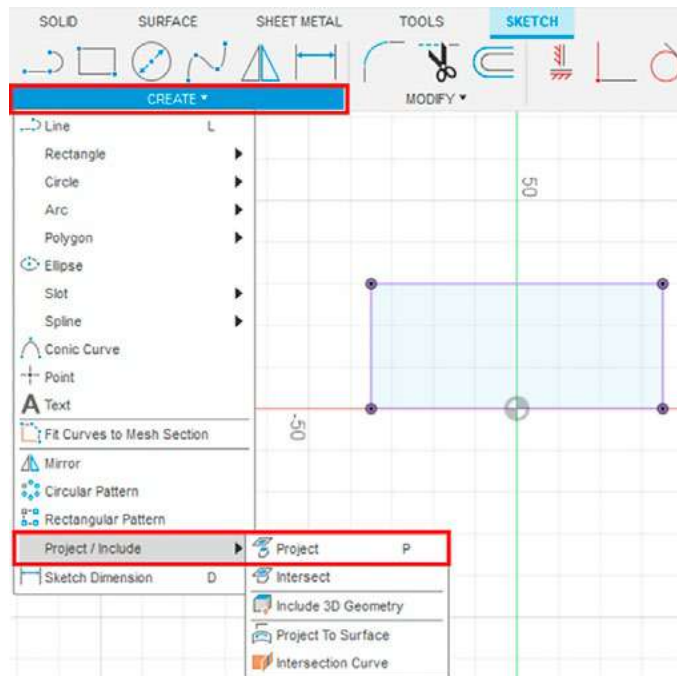 SOLID SURFACE SHEET METAL TOOLS SKETCH
CREATE ▾ MODIFY ▾
Line L
Rectangle
Circle
Arc
Polygon
Ellipse
Slot
Spline
Conic Curve
Point
Text
Fit Curves to Mesh Section
Mirror
Circular Pattern
Rectangular Pattern
Project / Include
Sketch Dimension D
Project P
Intersect
Include 3D Geometry
Project To Surface
Intersection Curve
50
-50